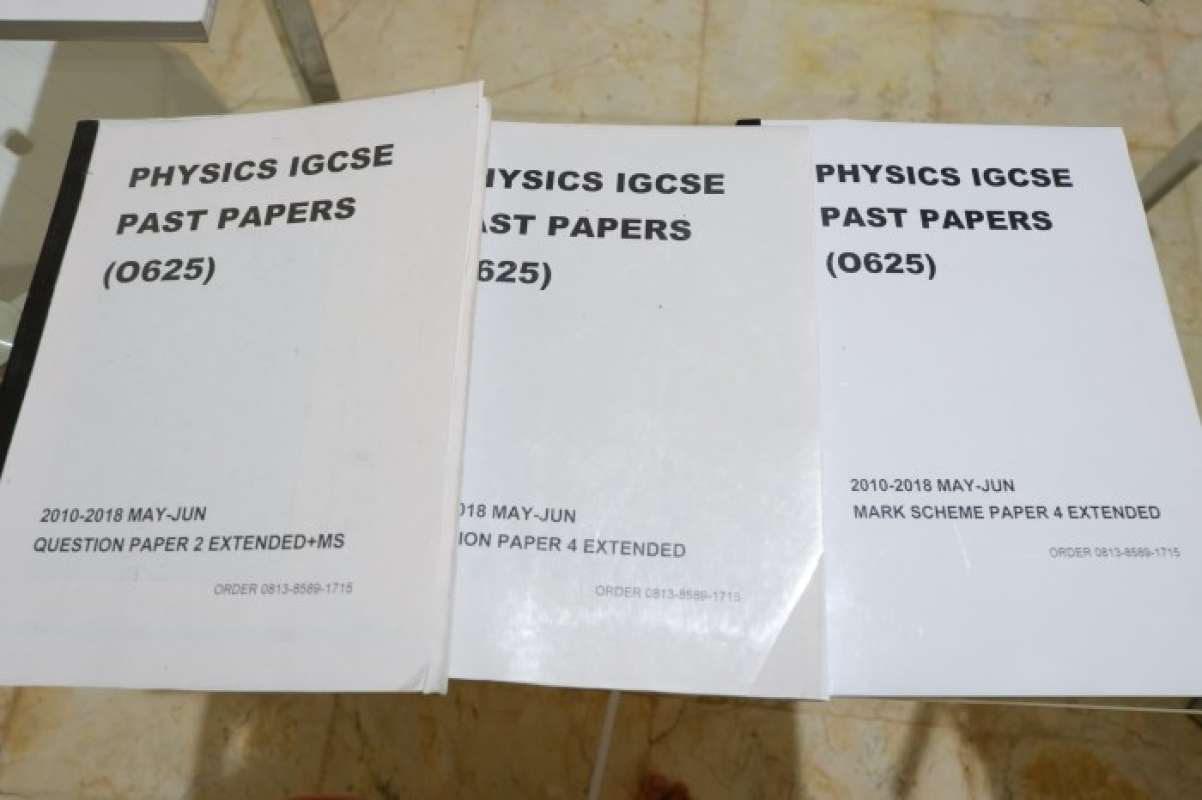 PHYSICS IGCSE
PAST PAPERS
(O625)
2010-2018 MAY-JUN
QUESTION PAPER 2 EXTENDED+MS
ORDER 0813-8589-1715
IYSICS IGCSE
AST PAPERS
625)
018 MAY-JUN
ION PAPER 4 EXTENDED
ORDER 0813-8589-1715
PHYSICS IGCSE
PAST PAPERS
(O625)
2010-2018 MAY-JUN
MARK SCHEME PAPER 4 EXTENDED
ORDER 0813-8589-1715